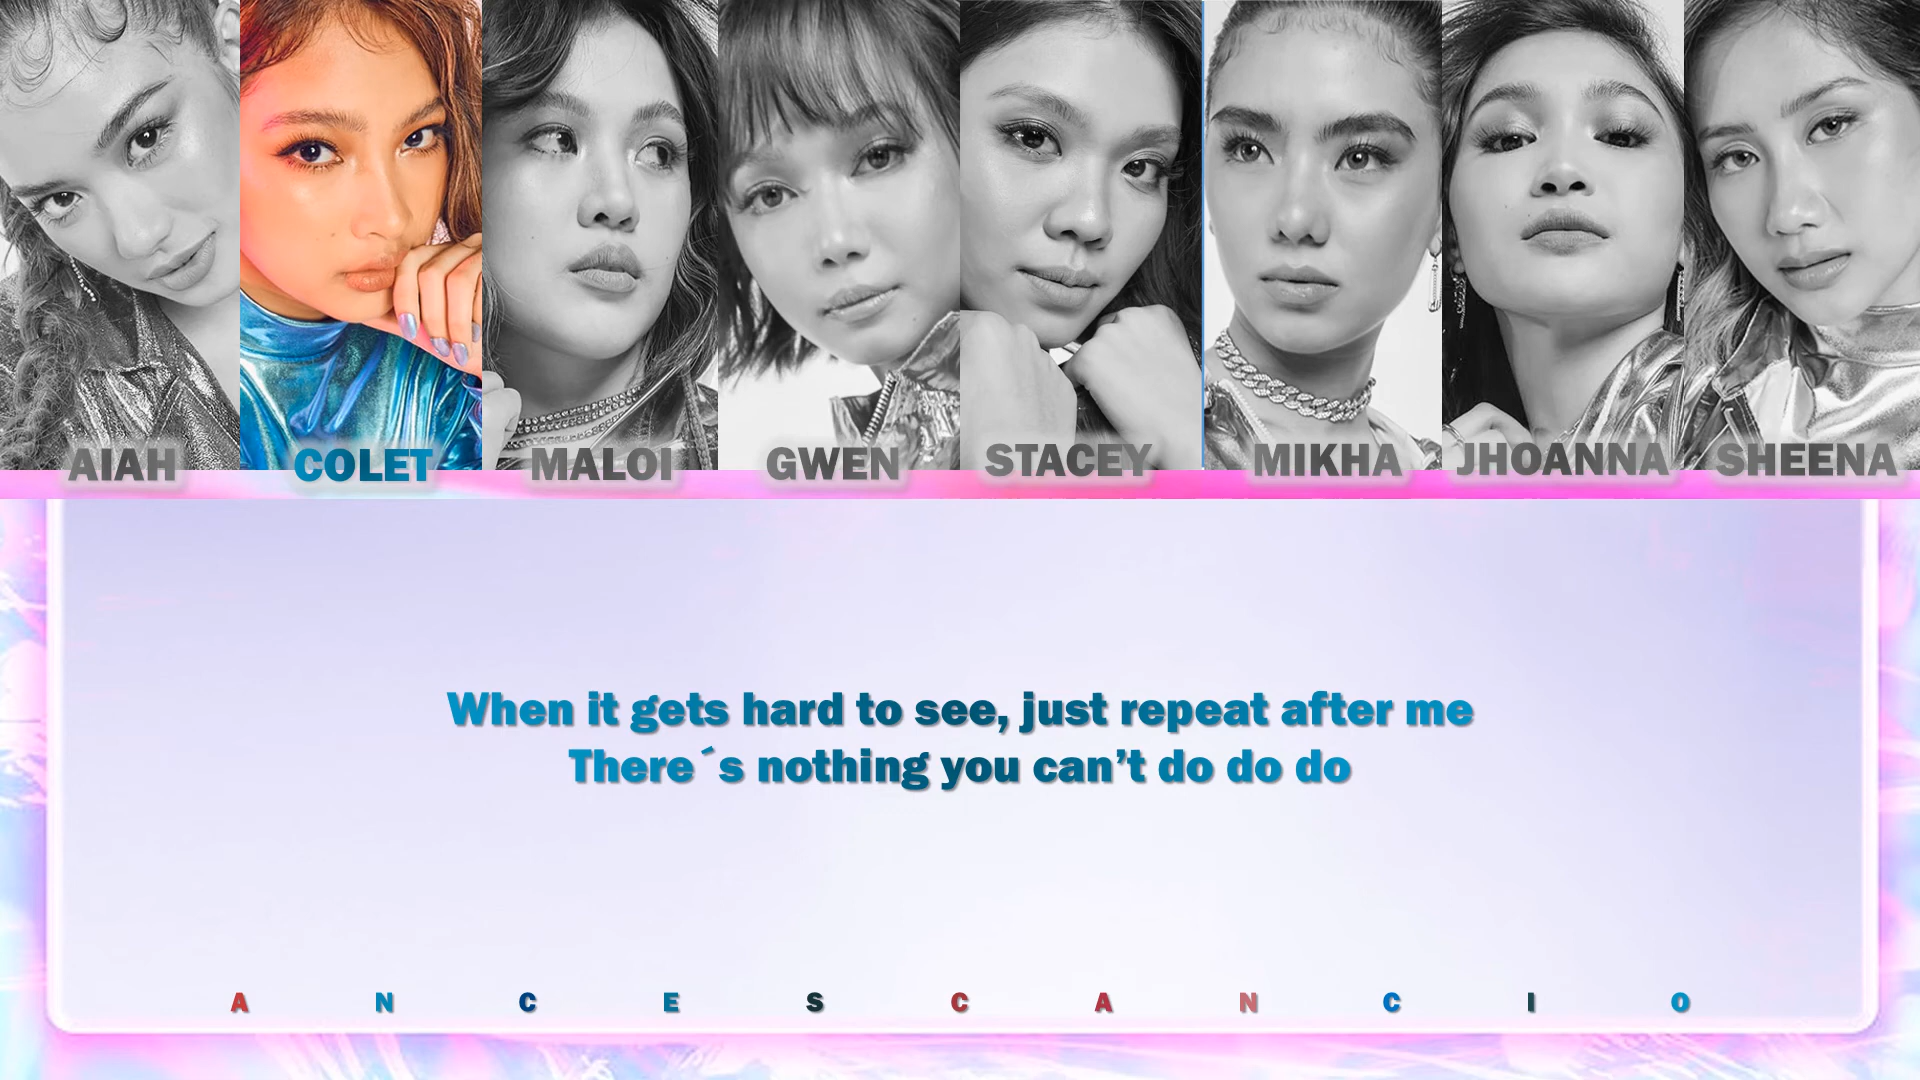 AIAH COLET MALOI GWEN STACEY MIKHA JHOANNA SHEENA
When it gets hard to see, just repeat after me
There´s nothing you can’t do do do
A N C E S C A N C I O